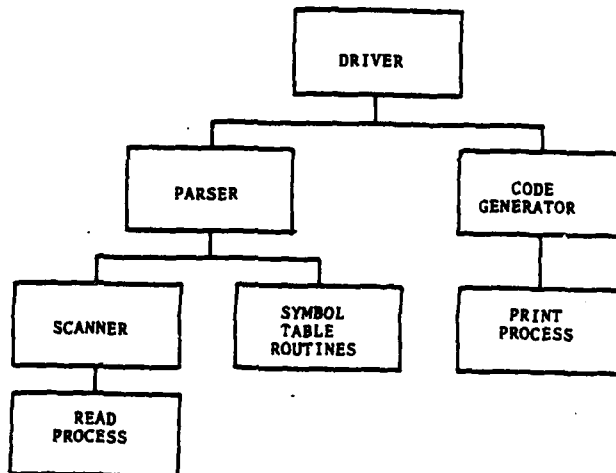 DRIVER
PARSER
CODE
GENERATOR
SCANNER
SYMBOL
TABLE
ROUTINES
PRINT
PROCESS
READ
PROCESS